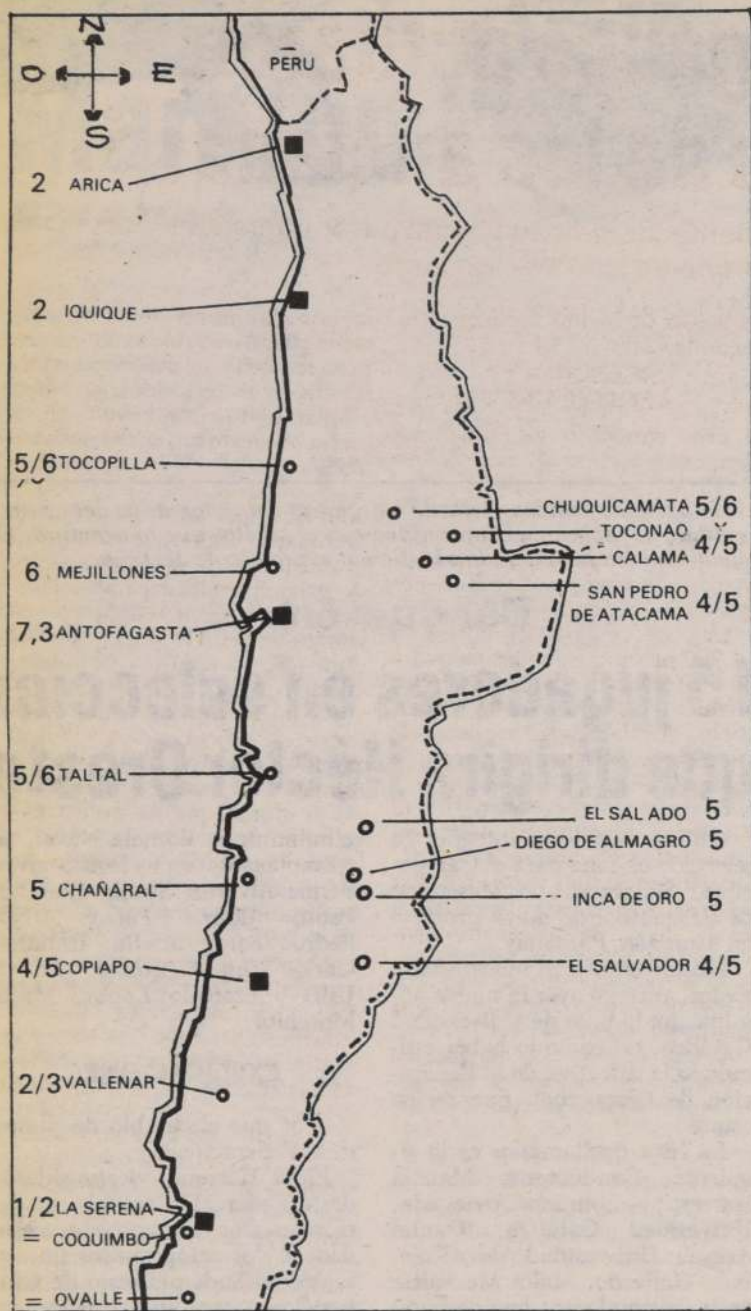 N
O E
S
PERU
2 ARICA
2 IQUIQUE
5/6 TOCOPILLA
CHUQUICAMATA 5/6
TOCONAO
4/5
CALAMA
6 MEJILLONES
SAN PEDRO
DE ATACAMA 4/5
7,3 ANTOFAGASTA
5/6 TALTAL
EL SALADO 5
DIEGO DE ALMAGRO 5
5 CHAÑARAL
INCA DE ORO 5
EL SALVADOR 4/5
4/5 COPIAPO
2/3 VALLENAR
1/2 LA SERENA
= COQUIMBO
= OVALLE